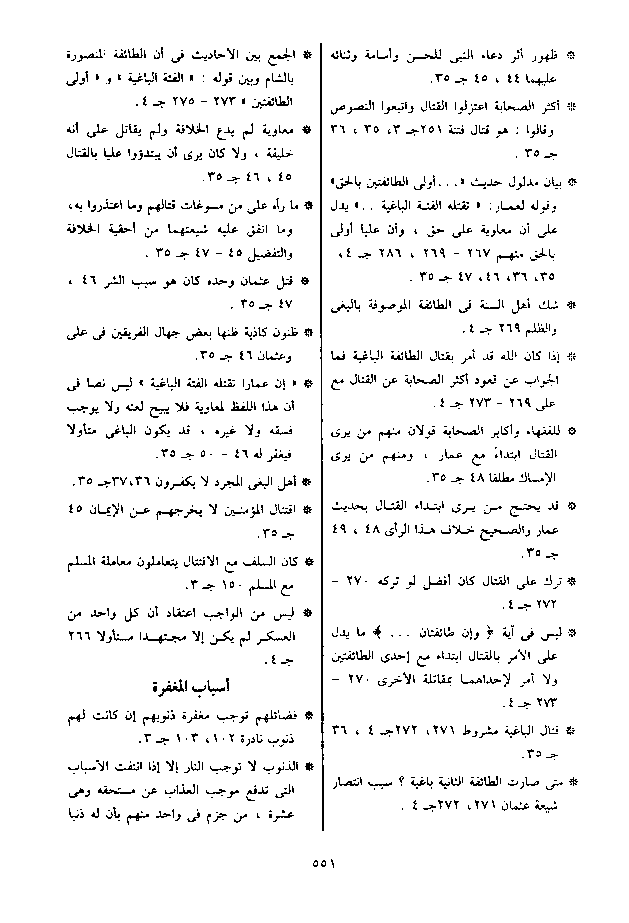 * ظهور أثر دعاء النبى للحسن وأسامة وثنائه
عليهما ٤٤ ، ٤٥ جـ ٣٥.
* أكثر الصحابة اعتزلوا القتال واتبعوا النصوص
وقالوا : هو قتال فتنة ٢٥١جـ ٣، ٣٥ ، ٣٦
جـ ٣٥ .
* بيان مدلول حديث «...أولى الطائفتين بالحق»
وقوله لعمار: « تقتله الفئة الباغية ..» يدل
على أن معاوية على حق ، وأن عليا أولى
بالحق منهم ٢٦٧ - ٢٦٩ ، ٢٨٦ جـ ٤،
٣٥، ٣٦، ٤٦، ٤٧ جـ ٣٥ .
* شك أهل السنة فى الطائفة الموصوفة بالبغى
والظلم ٢٦٩ جـ ٤.
* إذا كان الله قد أمر بقتال الطائفة الباغية فما
الجواب عن قعود أكثر الصحابة عن القتال مع
على ٢٦٩ - ٢٧٣ جـ ٤.
* للفقهاء وأكابر الصحابة قولان منهم من يرى
القتال ابتداءً مع عمار ، ومنهم من يرى
الإمساك مطلقا ٤٨ جـ ٣٥.
* قد يحتج من يرى ابتداء القتال بحديث
عمار والصحيح خلاف هذا الرأى ٤٨ ، ٤٩
جـ ٣٥.
* ترك على القتال كان أفضل لو تركه ٢٧٠ -
٢٧٢ جـ ٤.
* ليس فى آية ﴿ وإن طائفتان ... ﴾ ما يدل
على الأمر بالقتال ابتداء مع إحدى الطائفتين
ولا أمر لإحداهما بمقاتلة الأخرى ٢٧٠ -
٢٧٣ جـ ٤.
* قتال الباغية مشروط ٢٧١، ٢٧٢جـ ٤ ، ٣٦
جـ ٣٥.
* متى صارت الطائفة الثانية باغية ؟ سبب انتصار
شيعة عثمان ٢٧١، ٢٧٢جـ ٤ .
* الجمع بين الأحاديث فى أن الطائفة المنصورة
بالشام وبين قوله : « الفئة الباغية » و « أولى
الطائفتين » ٢٧٣ - ٢٧٥ جـ ٤.
* معاوية لم يدع الخلافة ولم يقاتل على أنه
خليفة ، ولا كان يرى أن يبتدؤوا عليا بالقتال
٤٥ ، ٤٦ جـ ٣٥.
* ما رآه على من مسوغات قتالهم وما اعتذروا به،
وما اتفق عليه شيعتهما من أحقية الخلافة
والتفضيل ٤٥ - ٤٧ جـ ٣٥ .
* قتل عثمان وحده كان هو سبب الشر ٤٦ ،
٤٧ جـ ٣٥ .
* ظنون كاذبة ظنها بعض جهال الفريقين فى على
وعثمان ٤٦ جـ ٣٥.
* « إن عمارا تقتله الفئة الباغية » ليس نصا فى
أن هذا اللفظ لمعاوية فلا يبيح لعنه ولا يوجب
فسقه ولا غيره ، قد يكون الباغى متأولا
فيغفر له ٤٦ - ٥٠ جـ ٣٥.
* أهل البغى المجرد لا يكفرون ٣٦،٣٧جـ ٣٥.
* اقتتال المؤمنين لا يخرجهم عن الإيمان ٤٥
جـ ٣٥.
* كان السلف مع الاقتتال يتعاملون معاملة المسلم
مع المسلم ١٥٠ جـ ٣.
* ليس من الواجب اعتقاد أن كل واحد من
العسكر لم يكن إلا مجتهدا متأولا ٢٦٦
جـ ٤.
أسباب المغفرة
* فضائلهم توجب مغفرة ذنوبهم إن كانت لهم
ذنوب نادرة ١٠٢، ١٠٣ جـ ٣.
* الذنوب لا توجب النار إلا إذا انتفت الأسباب
التى تدفع موجب العذاب عن مستحقه وهى
عشرة ، من جزم فى واحد منهم بأن له ذنبا
٥٥١